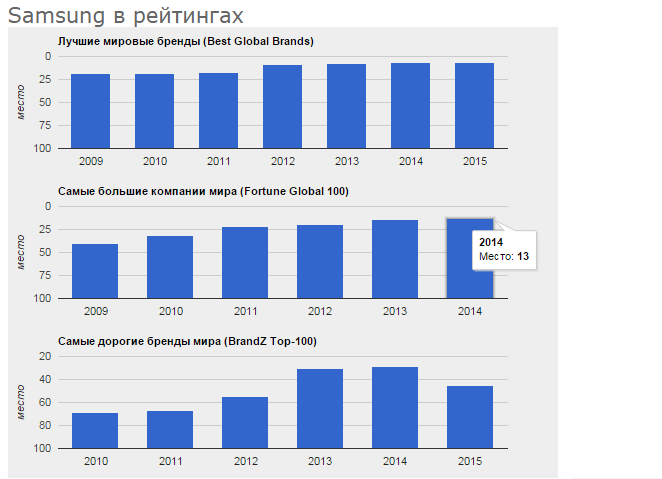 Samsung в рейтингах
Лучшие мировые бренды (Best Global Brands)
0
25
50
75
100
место
2009 2010 2011 2012 2013 2014 2015
Самые большие компании мира (Fortune Global 100)
0
25
50
75
100
место
2014
Место: 13
2009 2010 2011 2012 2013 2014
Самые дорогие бренды мира (BrandZ Top-100)
20
40
60
80
100
место
2010 2011 2012 2013 2014 2015